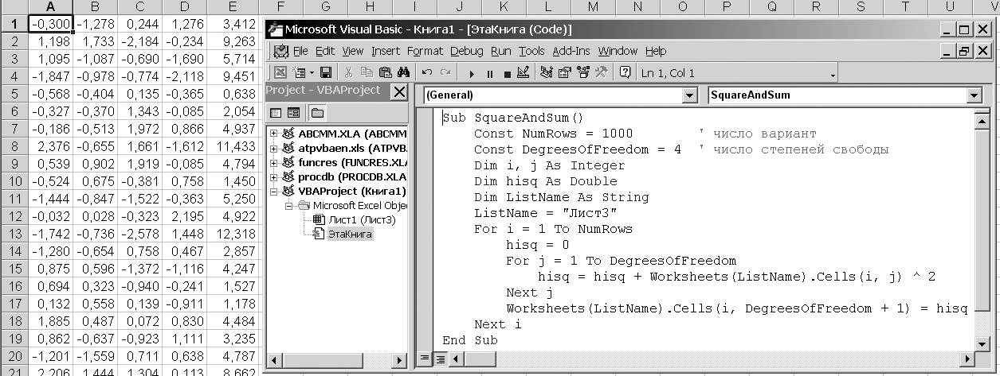 A B C D E F G H I J K L M N O P Q R S T U V
1 -0,300 -1,278 0,244 1,276 3,412
2 1,198 1,733 -2,184 -0,234 9,263
3 1,095 -1,087 -0,690 -1,690 5,714
4 -1,847 -0,978 -0,774 -2,118 9,451
5 -0,568 -0,404 0,135 -0,365 0,638
6 -0,327 -0,370 1,343 -0,085 2,054
7 -0,186 -0,513 1,972 0,866 4,937
8 2,376 -0,655 1,661 -1,612 11,433
9 0,539 0,902 1,919 -0,085 4,794
10 -0,524 0,675 -0,381 0,758 1,450
11 -1,444 -0,847 -1,522 -0,363 5,250
12 -0,032 0,028 -0,323 2,195 4,922
13 -1,742 -0,736 -2,578 1,448 12,318
14 -1,280 -0,654 0,758 0,467 2,857
15 0,875 0,596 -1,372 -1,116 4,247
16 0,694 0,323 -0,940 -0,241 1,527
17 0,132 0,558 0,139 -0,911 1,178
18 1,885 0,487 0,072 0,830 4,484
19 0,862 -0,637 -0,923 1,111 3,235
20 -1,201 -1,559 0,711 0,638 4,787
21 2,206 1,444 1,304 0,113 8,662
Microsoft Visual Basic - Книга1 - [ЭтаКнига (Code)]
File Edit View Insert Format Debug Run Tools Add-Ins Window Help
Ln 1, Col 1
Project - VBAProject
ABCMM.XLA (ABCMM
atpvbaen.xls (ATPVB
funcres (FUNCRES.XLA
procdb (PROCDB.XLA
VBAProject (Книга1)
Microsoft Excel Obje
Лист1 (Лист3)
ЭтаКнига
(General) SquareAndSum
Sub SquareAndSum()
Const NumRows = 1000 ' число вариант
Const DegreesOfFreedom = 4 ' число степеней свободы
Dim i, j As Integer
Dim hisq As Double
Dim ListName As String
ListName = "Лист3"
For i = 1 To NumRows
hisq = 0
For j = 1 To DegreesOfFreedom
hisq = hisq + Worksheets(ListName).Cells(i, j) ^ 2
Next j
Worksheets(ListName).Cells(i, DegreesOfFreedom + 1) = hisq
Next i
End Sub